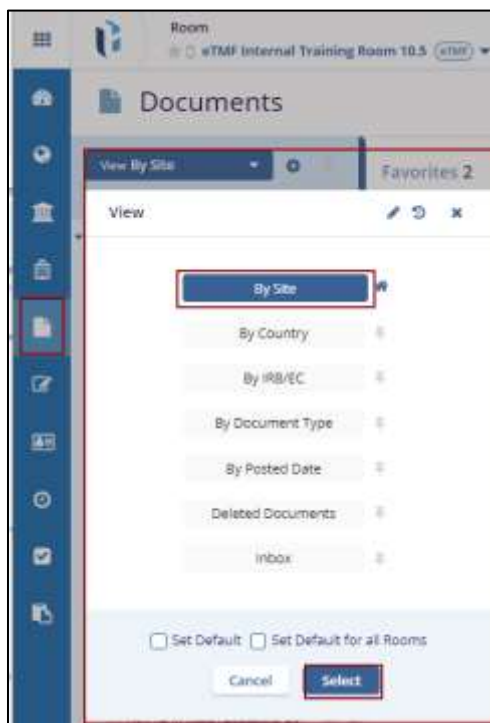 Room
eTMF Internal Training Room 10.5 eTMF
Documents
View By Site
Favorites 2
View
By Site
By Country
By IRB/EC
By Document Type
By Posted Date
Deleted Documents
Inbox
Set Default Set Default for all Rooms
Cancel Select